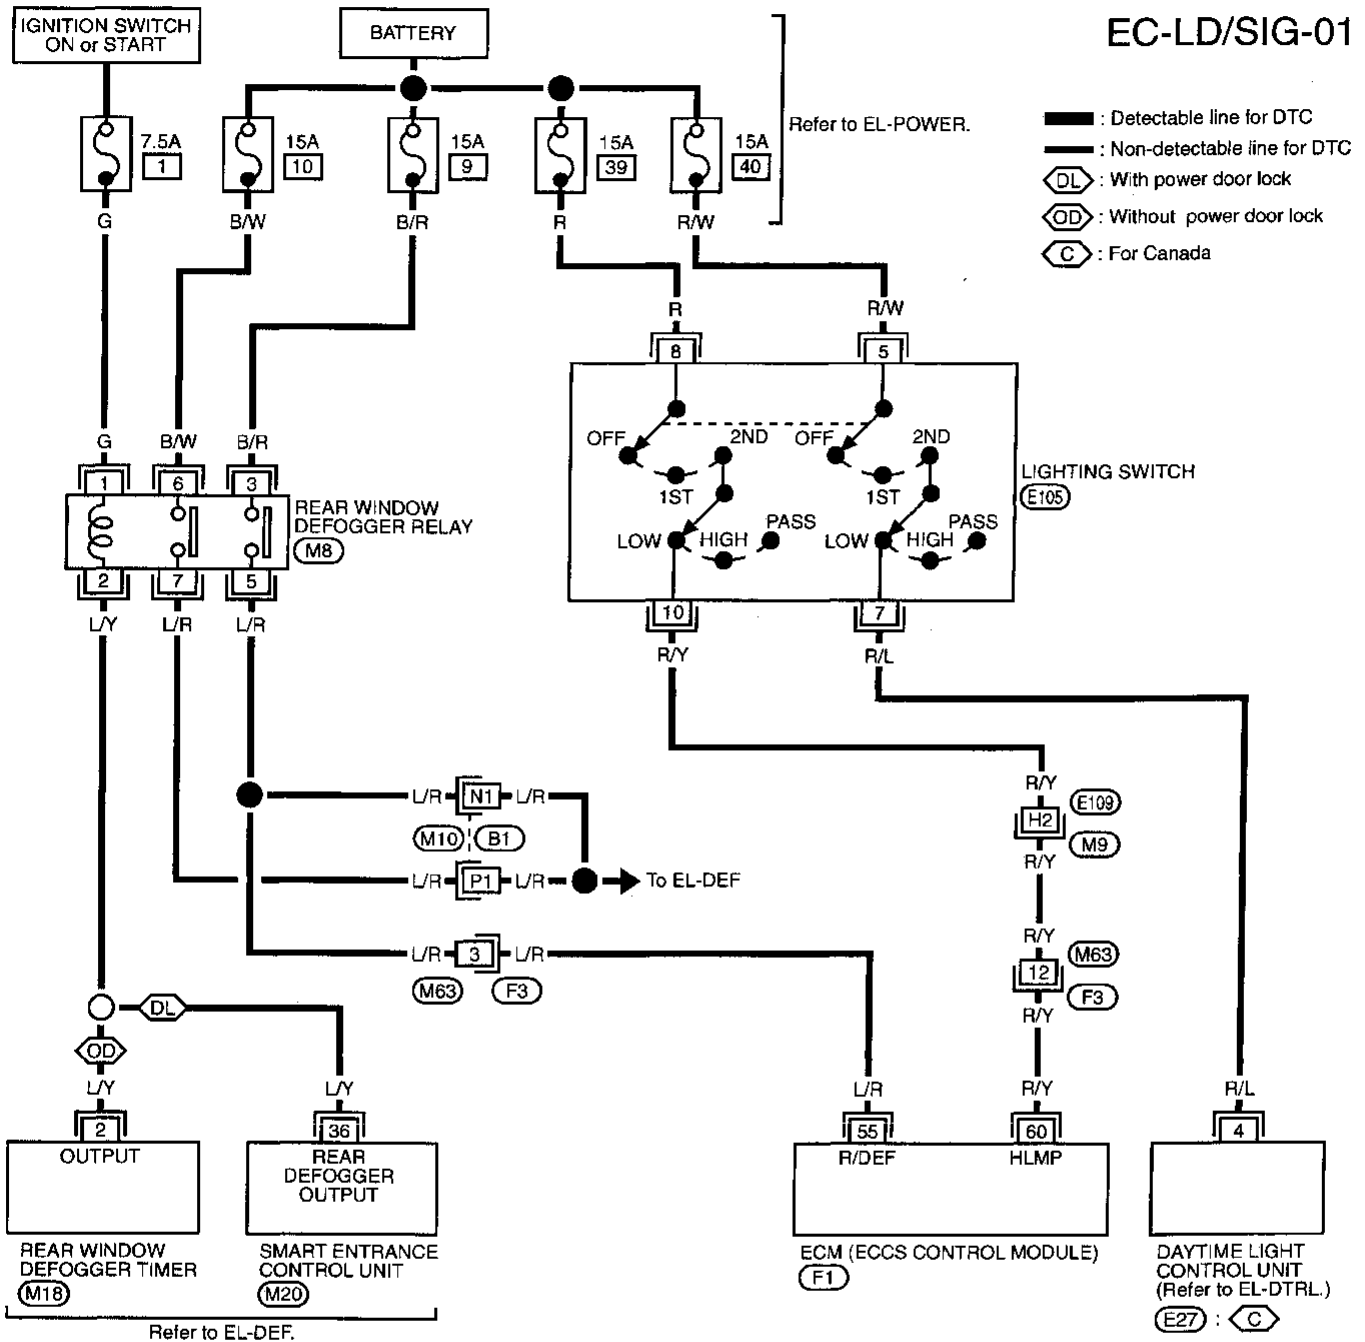 EC-LD/SIG-01
IGNITION SWITCH
ON or START
BATTERY
Refer to EL-POWER.
: Detectable line for DTC
: Non-detectable line for DTC
DL : With power door lock
OD : Without power door lock
C : For Canada
7.5A
1
15A
10
15A
9
15A
39
15A
40
G
B/W
B/R
R
R/W
R
R/W
8
5
OFF
2ND
OFF
2ND
1ST
1ST
LOW
HIGH
PASS
LOW
HIGH
PASS
LIGHTING SWITCH
E105
G
B/W
B/R
1
6
3
REAR WINDOW
DEFOGGER RELAY
M8
2
7
5
L/Y
L/R
L/R
10
7
R/Y
R/L
L/R
N1
L/R
M10
B1
L/R
P1
L/R
To EL-DEF
L/R
3
L/R
M63
F3
R/Y
E109
H2
M9
R/Y
R/Y
M63
12
F3
R/Y
DL
OD
L/Y
L/Y
L/R
R/Y
R/L
2
OUTPUT
36
REAR
DEFOGGER
OUTPUT
55
R/DEF
60
HLMP
4
REAR WINDOW
DEFOGGER TIMER
M18
SMART ENTRANCE
CONTROL UNIT
M20
Refer to EL-DEF.
ECM (ECCS CONTROL MODULE)
F1
DAYTIME LIGHT
CONTROL UNIT
(Refer to EL-DTRL.)
E27 : C